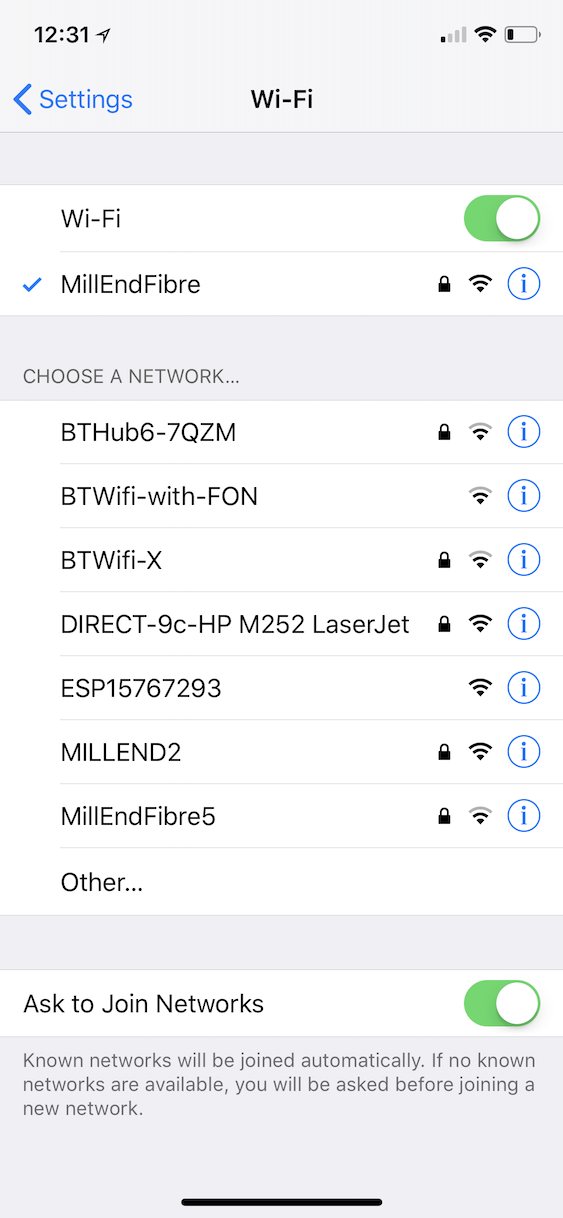 12:31
Settings
Wi-Fi
Wi-Fi
MillEndFibre
CHOOSE A NETWORK...
BTHub6-7QZM
BTWifi-with-FON
BTWifi-X
DIRECT-9c-HP M252 LaserJet
ESP15767293
MILLEND2
MillEndFibre5
Other...
Ask to Join Networks
Known networks will be joined automatically. If no known
networks are available, you will be asked before joining a
new network.